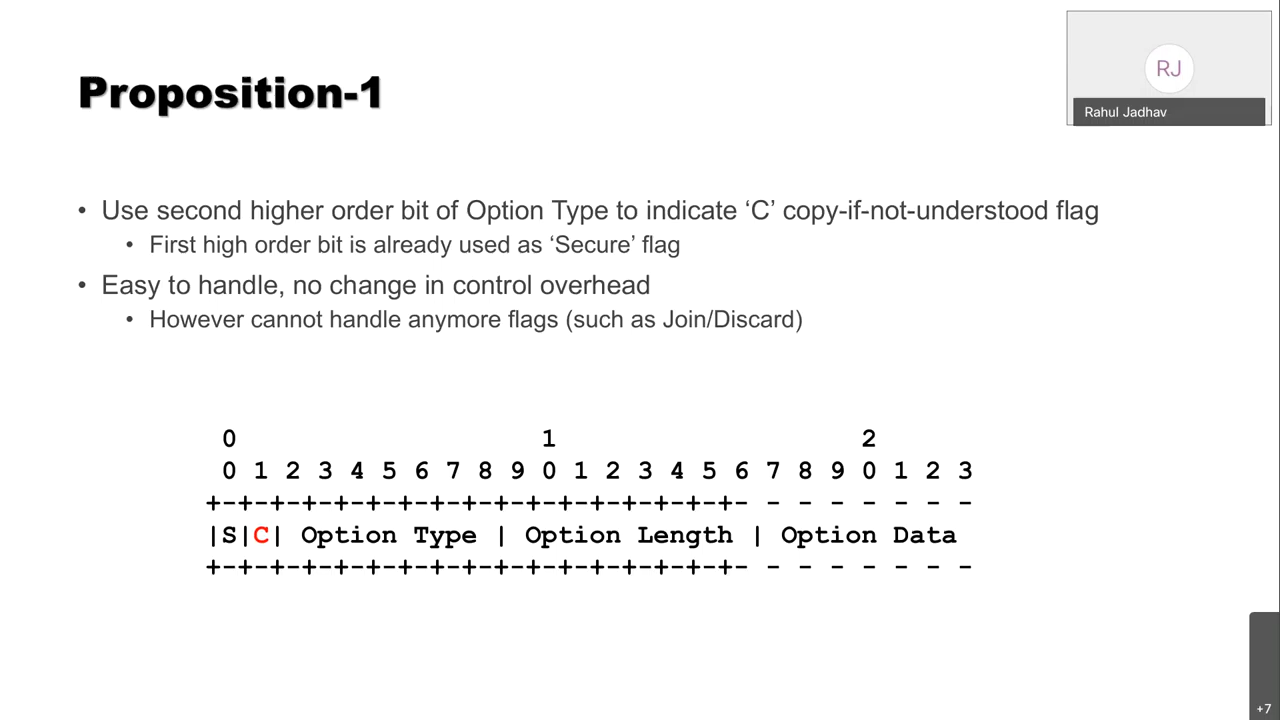 Proposition-1
RJ
Rahul Jadhav
• Use second higher order bit of Option Type to indicate ‘C’ copy-if-not-understood flag
• First high order bit is already used as ‘Secure’ flag
• Easy to handle, no change in control overhead
• However cannot handle anymore flags (such as Join/Discard)
 0                   1                   2
 0 1 2 3 4 5 6 7 8 9 0 1 2 3 4 5 6 7 8 9 0 1 2 3
+-+-+-+-+-+-+-+-+-+-+-+-+-+-+-+-+- - - - - - - -
|S|C| Option Type | Option Length | Option Data
+-+-+-+-+-+-+-+-+-+-+-+-+-+-+-+-+- - - - - - - -
+7